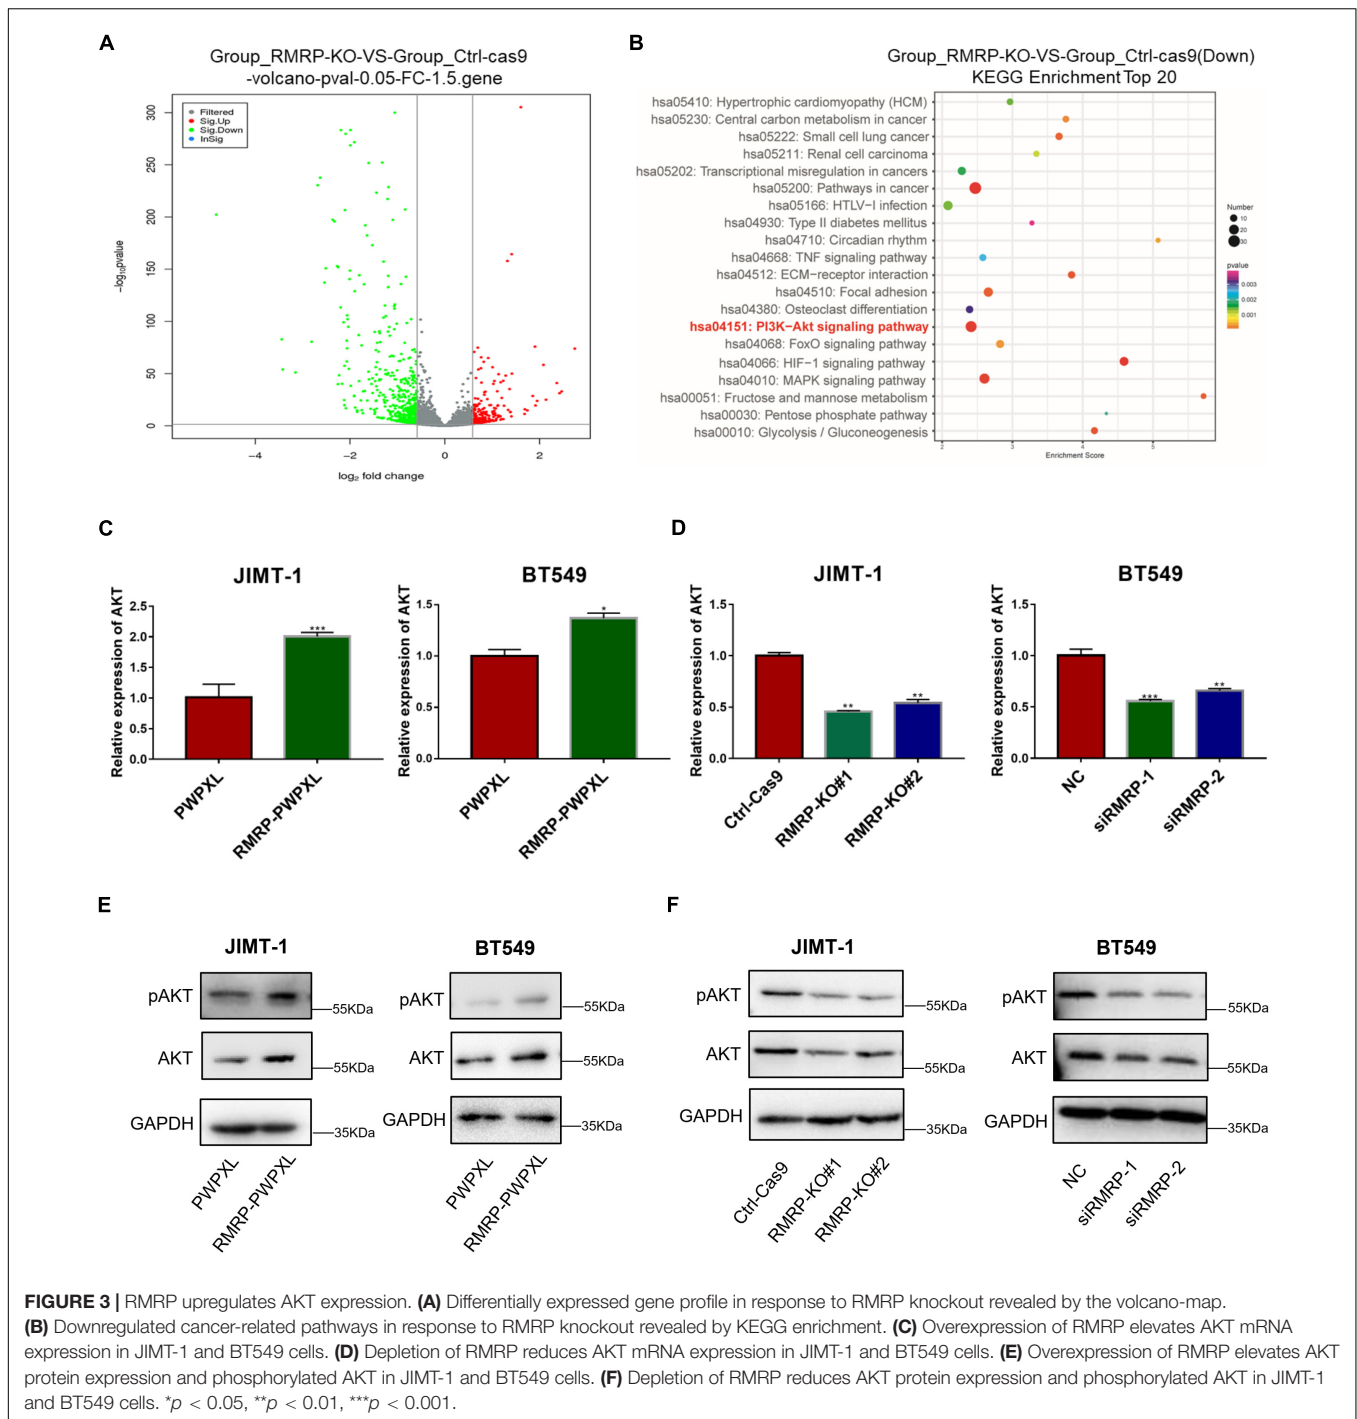 A
Group_RMRP-KO-VS-Group_Ctrl-cas9
-volcano-pval-0.05-FC-1.5.gene
Filtered
Sig.Up
Sig.Down
InSig
300
250
200
150
100
50
0
-log10pvalue
−4
−2
0
2
log2 fold change
B
Group_RMRP-KO-VS-Group_Ctrl-cas9(Down)
KEGG Enrichment Top 20
hsa05410: Hypertrophic cardiomyopathy (HCM)
hsa05230: Central carbon metabolism in cancer
hsa05222: Small cell lung cancer
hsa05211: Renal cell carcinoma
hsa05202: Transcriptional misregulation in cancers
hsa05200: Pathways in cancer
hsa05166: HTLV−I infection
hsa04930: Type II diabetes mellitus
hsa04710: Circadian rhythm
hsa04668: TNF signaling pathway
hsa04512: ECM−receptor interaction
hsa04510: Focal adhesion
hsa04380: Osteoclast differentiation
hsa04151: PI3K−Akt signaling pathway
hsa04068: FoxO signaling pathway
hsa04066: HIF−1 signaling pathway
hsa04010: MAPK signaling pathway
hsa00051: Fructose and mannose metabolism
hsa00030: Pentose phosphate pathway
hsa00010: Glycolysis / Gluconeogenesis
2
3
4
5
Enrichment Score
Number
10
20
30
pvalue
0.003
0.002
0.001
C
JIMT-1
Relative expression of AKT
2.5
2.0
1.5
1.0
0.5
0.0
***
PWPXL
RMRP-PWPXL
BT549
Relative expression of AKT
1.5
1.0
0.5
0.0
*
PWPXL
RMRP-PWPXL
D
JIMT-1
Relative expression of AKT
1.5
1.0
0.5
0.0
**
**
Ctrl-Cas9
RMRP-KO#1
RMRP-KO#2
BT549
Relative expression of AKT
1.5
1.0
0.5
0.0
***
**
NC
siRMRP-1
siRMRP-2
E
JIMT-1
pAKT
55KDa
AKT
55KDa
GAPDH
35KDa
PWPXL
RMRP-PWPXL
BT549
pAKT
55KDa
AKT
55KDa
GAPDH
35KDa
PWPXL
RMRP-PWPXL
F
JIMT-1
pAKT
55KDa
AKT
55KDa
GAPDH
35KDa
Ctrl-Cas9
RMRP-KO#1
RMRP-KO#2
BT549
pAKT
55KDa
AKT
55KDa
GAPDH
35KDa
NC
siRMRP-1
siRMRP-2
FIGURE 3 | RMRP upregulates AKT expression. (A) Differentially expressed gene profile in response to RMRP knockout revealed by the volcano-map.
(B) Downregulated cancer-related pathways in response to RMRP knockout revealed by KEGG enrichment. (C) Overexpression of RMRP elevates AKT mRNA
expression in JIMT-1 and BT549 cells. (D) Depletion of RMRP reduces AKT mRNA expression in JIMT-1 and BT549 cells. (E) Overexpression of RMRP elevates AKT
protein expression and phosphorylated AKT in JIMT-1 and BT549 cells. (F) Depletion of RMRP reduces AKT protein expression and phosphorylated AKT in JIMT-1
and BT549 cells. *p < 0.05, **p < 0.01, ***p < 0.001.